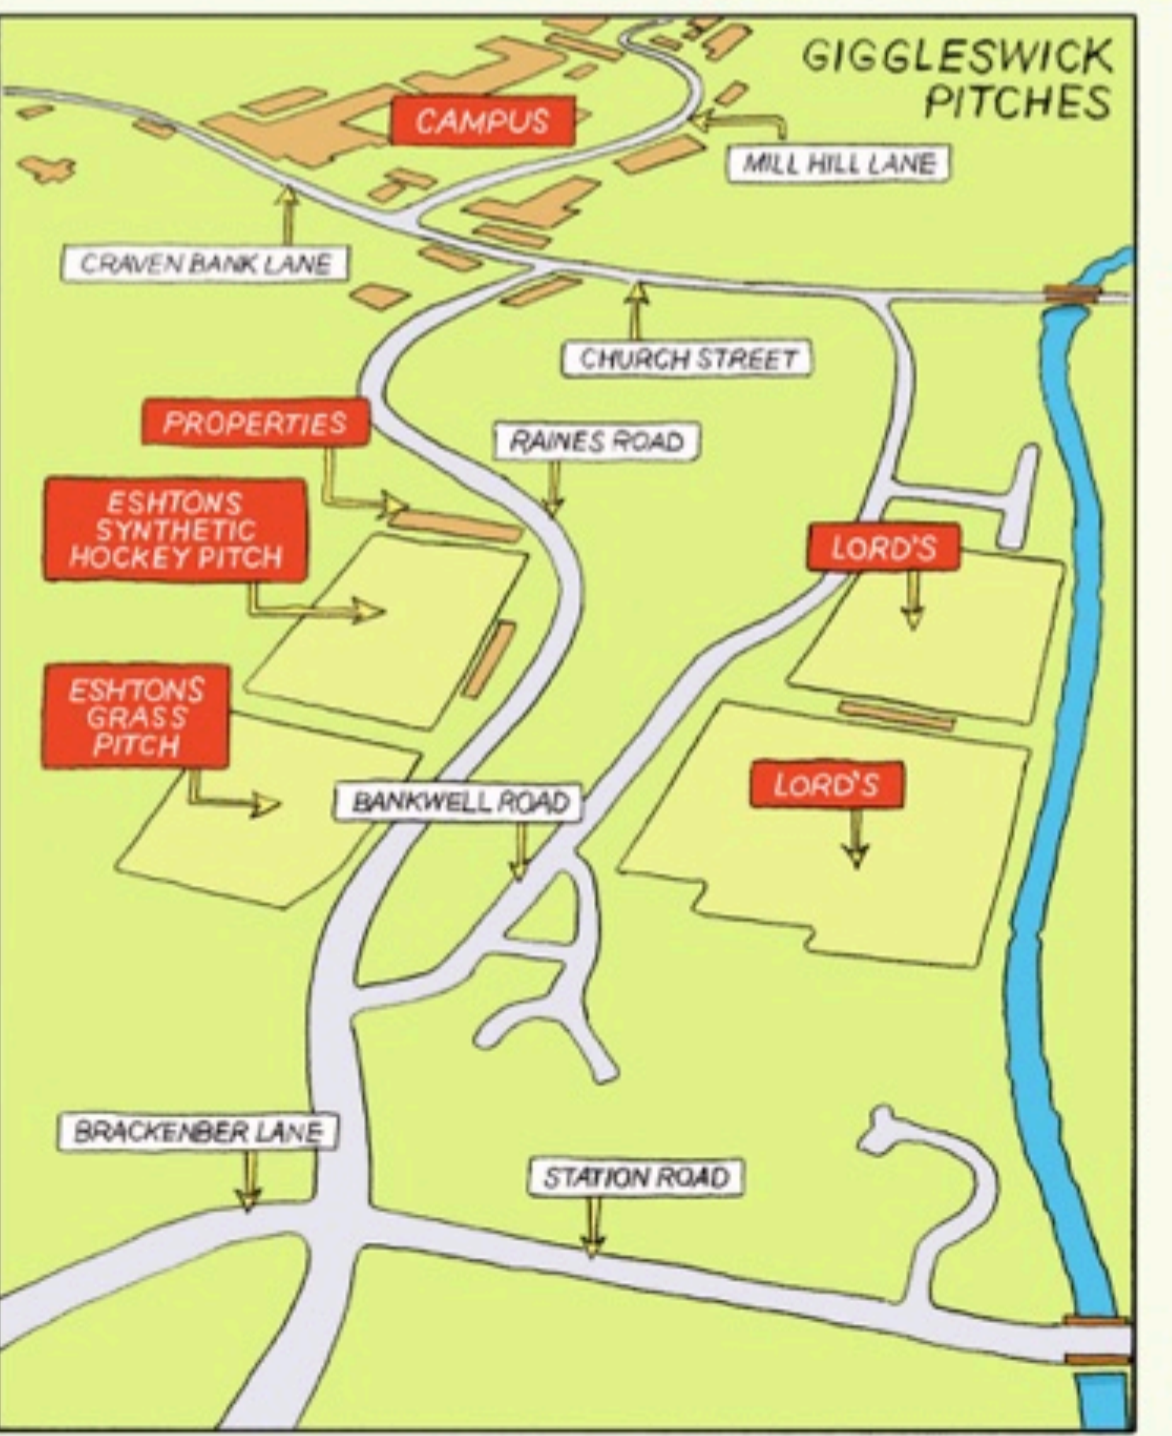 GIGGLESWICK
PITCHES
CAMPUS
MILL HILL LANE
CRAVEN BANK LANE
CHURCH STREET
PROPERTIES
RAINES ROAD
ESHTONS
SYNTHETIC
HOCKEY PITCH
LORD'S
ESHTONS
GRASS
PITCH
BANKWELL ROAD
LORD'S
BRACKENBER LANE
STATION ROAD